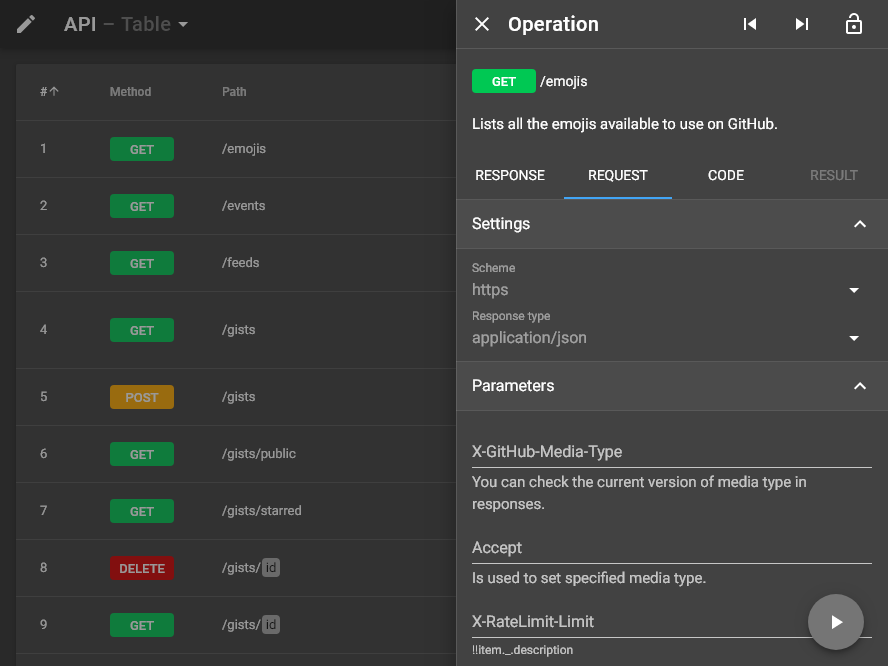 API – Table
# Method Path
1 GET /emojis
2 GET /events
3 GET /feeds
4 GET /gists
5 POST /gists
6 GET /gists/public
7 GET /gists/starred
8 DELETE /gists/ id
9 GET /gists/ id
Operation
GET /emojis
Lists all the emojis available to use on GitHub.
RESPONSE REQUEST CODE RESULT
Settings
Scheme
https
Response type
application/json
Parameters
X-GitHub-Media-Type
You can check the current version of media type in
responses.
Accept
Is used to set specified media type.
X-RateLimit-Limit
!!item._.description